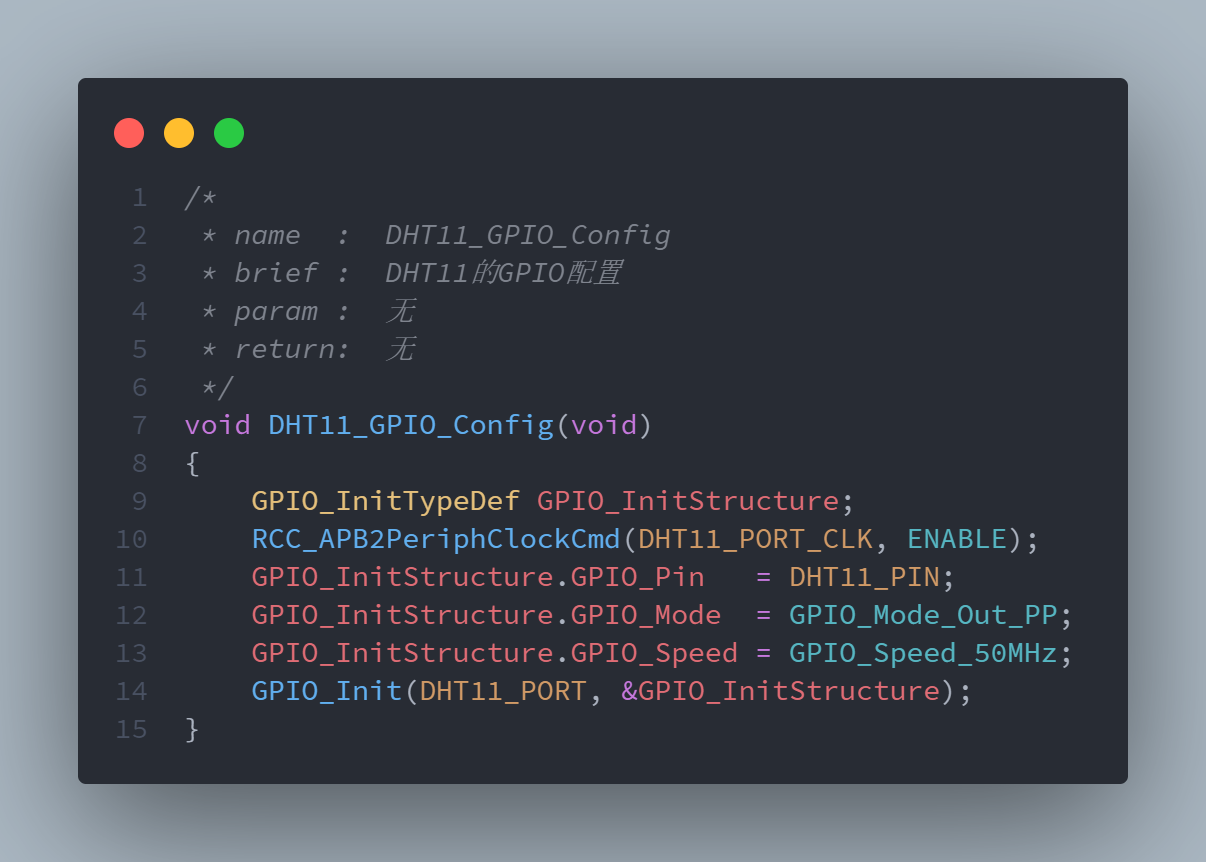 1 /*
2  * name  :  DHT11_GPIO_Config
3  * brief :  DHT11的GPIO配置
4  * param :  无
5  * return:  无
6  */
7 void DHT11_GPIO_Config(void)
8 {
9     GPIO_InitTypeDef GPIO_InitStructure;
10     RCC_APB2PeriphClockCmd(DHT11_PORT_CLK, ENABLE);
11     GPIO_InitStructure.GPIO_Pin   = DHT11_PIN;
12     GPIO_InitStructure.GPIO_Mode  = GPIO_Mode_Out_PP;
13     GPIO_InitStructure.GPIO_Speed = GPIO_Speed_50MHz;
14     GPIO_Init(DHT11_PORT, &GPIO_InitStructure);
15 }